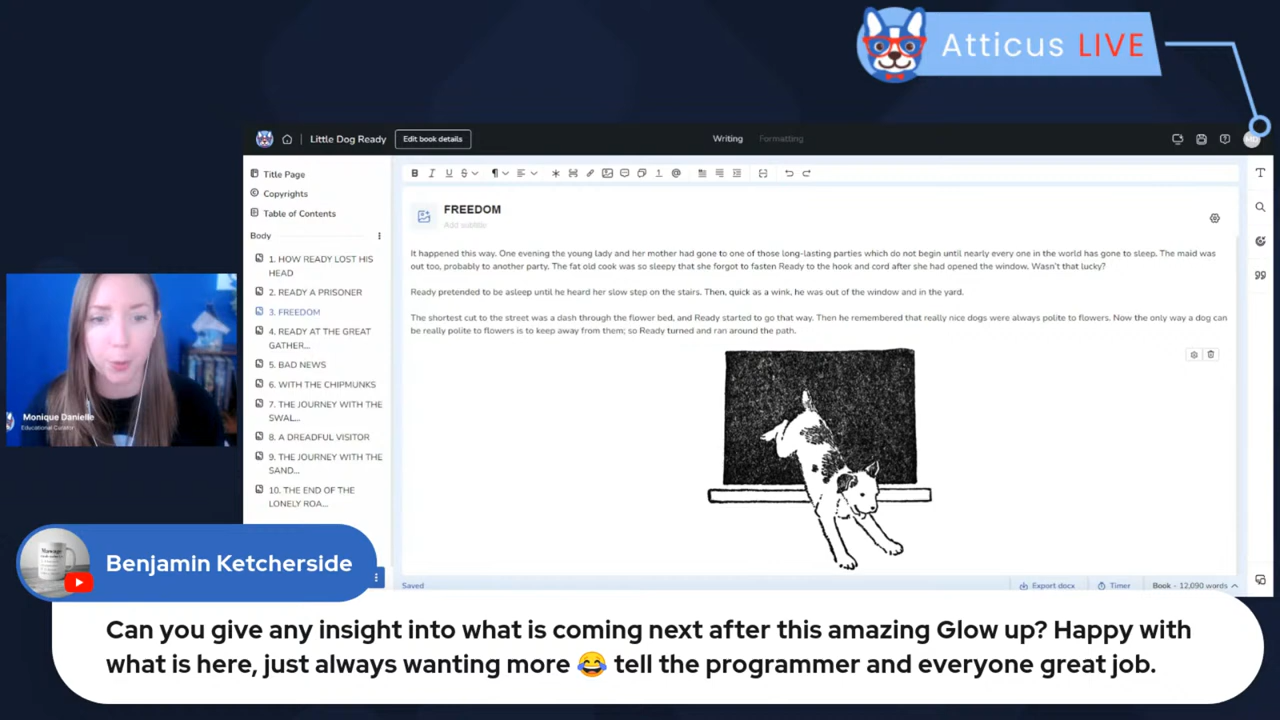 Atticus LIVE
Little Dog Ready
Edit book details
Writing
Formatting
MD
Title Page
Copyrights
Table of Contents
Body
1. HOW READY LOST HIS
HEAD
2. READY A PRISONER
3. FREEDOM
4. READY AT THE GREAT
GATHER...
5. BAD NEWS
6. WITH THE CHIPMUNKS
7. THE JOURNEY WITH THE
SWAL...
8. A DREADFUL VISITOR
9. THE JOURNEY WITH THE
SAND...
10. THE END OF THE
LONELY ROA...
B I U S
FREEDOM
Add subtitle
It happened this way. One evening the young lady and her mother had gone to one of those long-lasting parties which do not begin until nearly every one in the world has gone to sleep. The maid was
out too, probably to another party. The fat old cook was so sleepy that she forgot to fasten Ready to the hook and cord after she had opened the window. Wasn't that lucky?
Ready pretended to be asleep until he heard her slow step on the stairs. Then, quick as a wink, he was out of the window and in the yard.
The shortest cut to the street was a dash through the flower bed, and Ready started to go that way. Then he remembered that really nice dogs were always polite to flowers. Now the only way a dog can
be really polite to flowers is to keep away from them; so Ready turned and ran around the path.
Saved
Export docx
Timer
Book - 12,090 words
Monique Danielle
Educational Curator
Benjamin Ketcherside
Can you give any insight into what is coming next after this amazing Glow up? Happy with
what is here, just always wanting more 😂 tell the programmer and everyone great job.